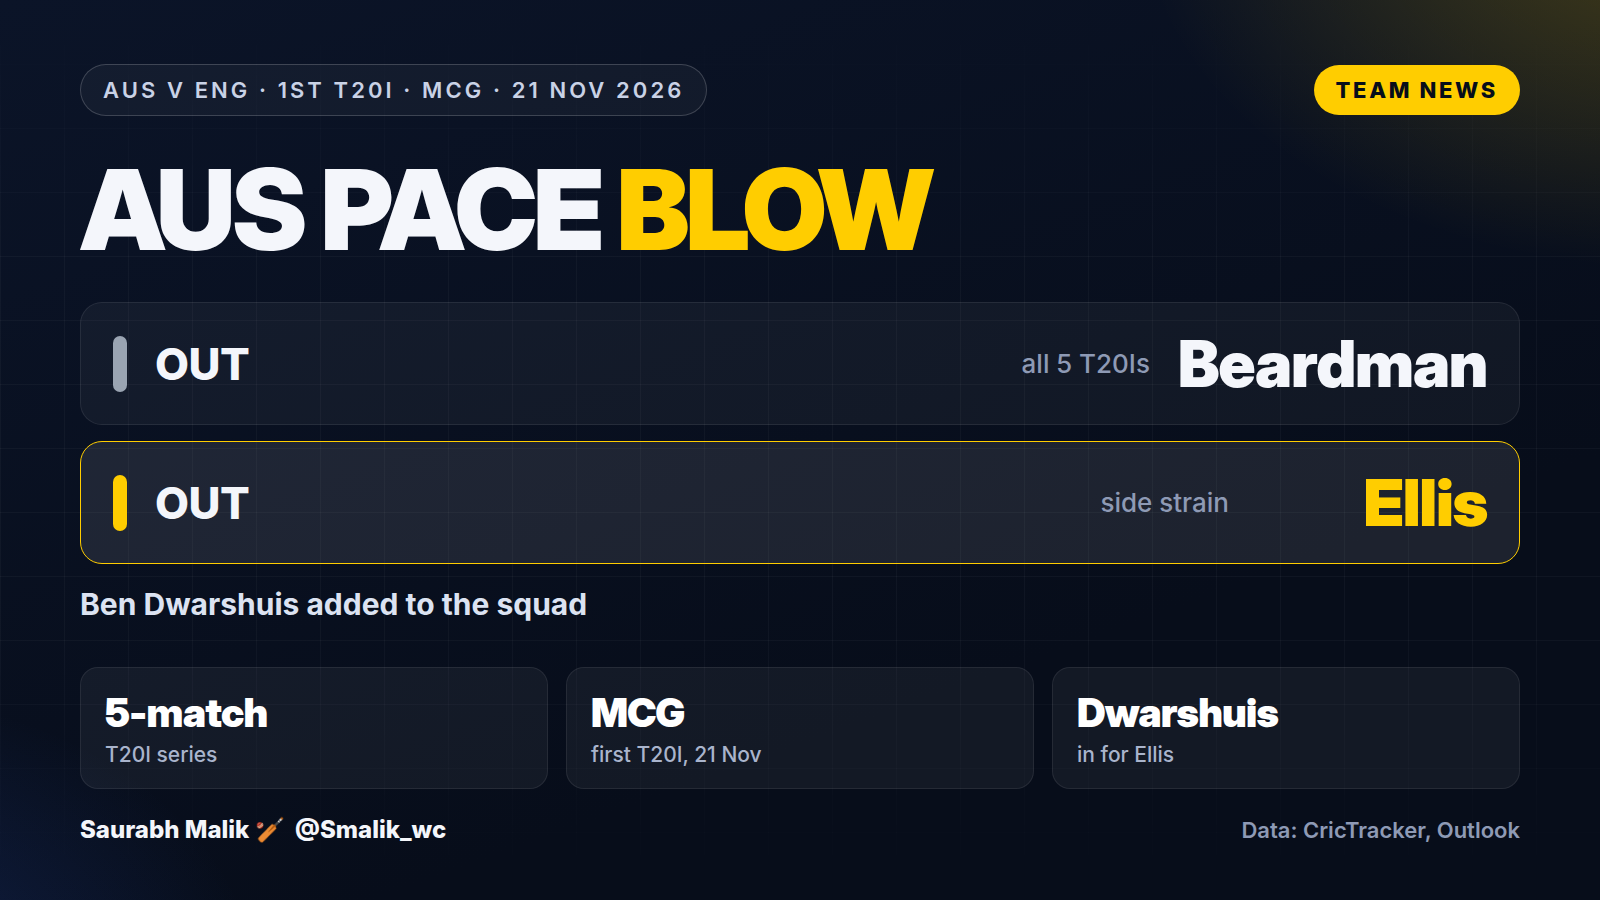 AUS V ENG · 1ST T20I · MCG · 21 NOV 2026
TEAM NEWS
AUS PACE BLOW
OUT all 5 T20Is Beardman
OUT side strain Ellis
Ben Dwarshuis added to the squad
5-match
T20I series
MCG
first T20I, 21 Nov
Dwarshuis
in for Ellis
Saurabh Malik 🏏 @Smalik_wc
Data: CricTracker, Outlook